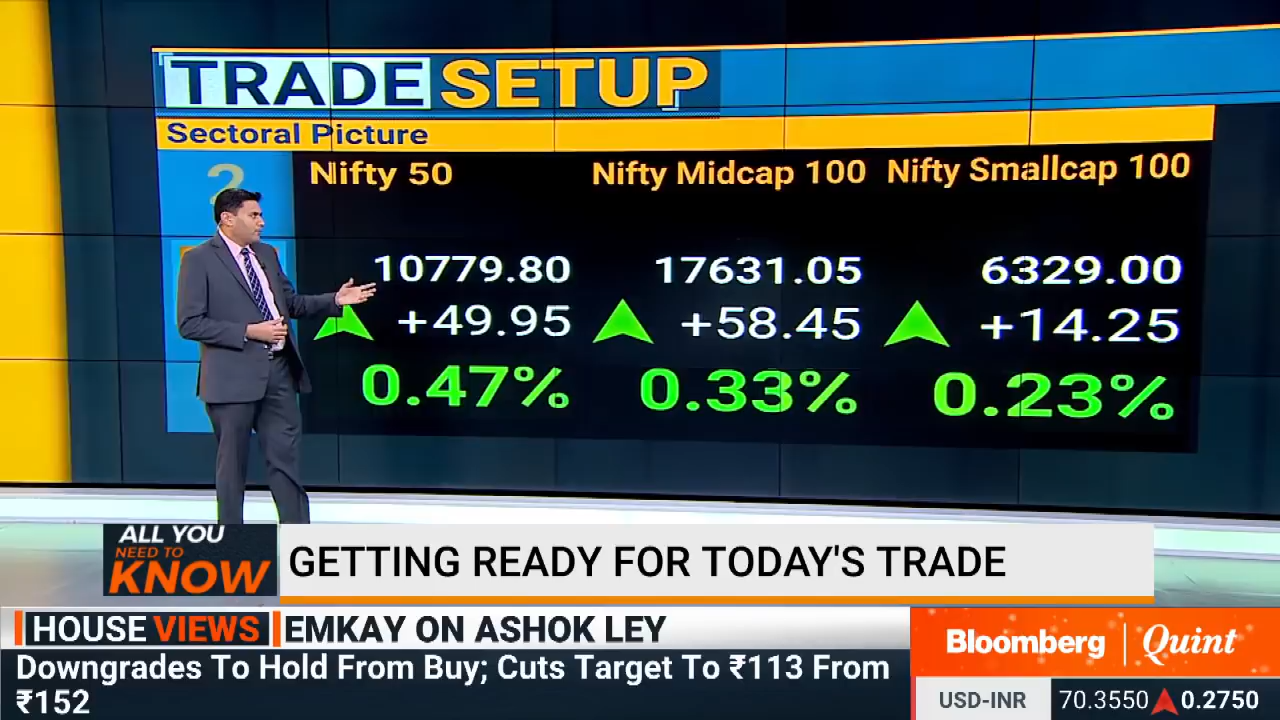 TRADE SETUP
Sectoral Picture
2
Nifty 50
Nifty Midcap 100
Nifty Smallcap 100
10779.80
17631.05
6329.00
+49.95
+58.45
+14.25
0.47%
0.33%
0.23%
ALL YOU
NEED TO
KNOW
GETTING READY FOR TODAY'S TRADE
HOUSE VIEWS
EMKAY ON ASHOK LEY
Downgrades To Hold From Buy; Cuts Target To ₹113 From
₹152
Bloomberg | Quint
USD-INR
70.3550
0.2750